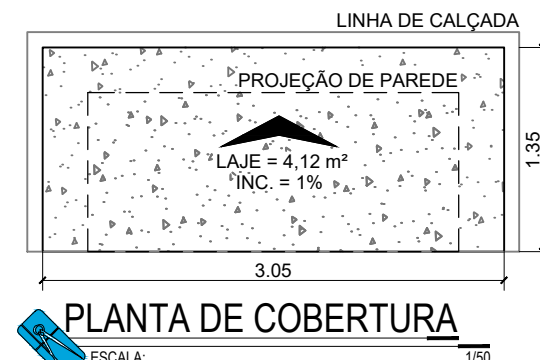 LINHA DE CALÇADA
PROJEÇÃO DE PAREDE
LAJE = 4,12 m²
INC. = 1%
1.35
3.05
PLANTA DE COBERTURA
ESCALA: 1/50